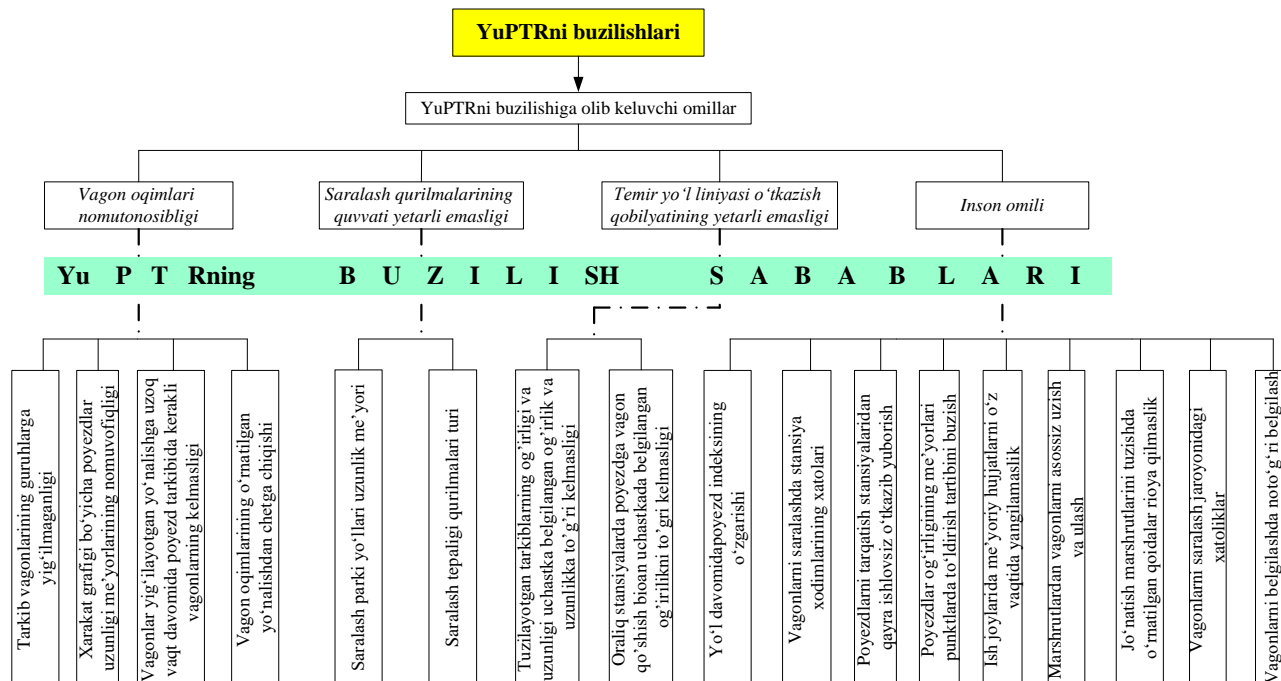 YuPTRni buzilishlari
YuPTRni buzilishiga olib keluvchi omillar
Vagon oqimlari
nomutonosibligi
Saralash qurilmalarining
quvvati yetarli emasligi
Temir yo‘l liniyasi o‘tkazish
qobilyatining yetarli emasligi
Inson omili
Yu P T Rning B U Z I L I SH S A B A B L A R I
Tarkib vagonlarining guruhlarga
yig‘ilmaganligi
Xarakat grafigi bo‘yicha poyezdlar
uzunligi me’yorlarining nomuvofiqligi
Vagonlar yig‘ilayotgan yo‘nalishga uzoq
vaqt davomida poyezd tarkibida kerakli
vagonlarning kelmasligi
Vagon oqimlarining o‘rnatilgan
yo‘nalishdan chetga chiqishi
Saralash parki yo‘llari uzunlik me’yori
Saralash tepaligi qurilmalari turi
Tuzilayotgan tarkiblarning og’irligi va
uzunligi uchastka belgilangan og’irlik va
uzunlikka to’g’ri kelmasligi
Oraliq stansiyalarda poyezdga vagon
qo’shish bioan uchastkada belgilangan
og’irilikni to’gri kelmasligi
Yo‘l davomidapoyezd indeksining
o‘zgarishi
Vagonlarni saralashda stansiya
xodimlarining xatolari
Poyezdlarni tarqatish stansiyalaridan
qayra ishlovsiz o‘tkazib yuborish
Poyezdlar og‘irligining me’yorlari
punktlarda to‘ldirish tartibini buzish
Ish joylarida me’yoriy hujjatlarni o‘z
vaqtida yangilamaslik
Marshrutlardan vagonlarni asossiz uzish
va ulash
Jo‘natish marshrutlarini tuzishda
o‘rnatilgan qoidalar rioya qilmaslik
Vagonlarni saralash jaroyonidagi
xatoliklar
Vagonlarni belgilashda noto‘g‘ri belgilash